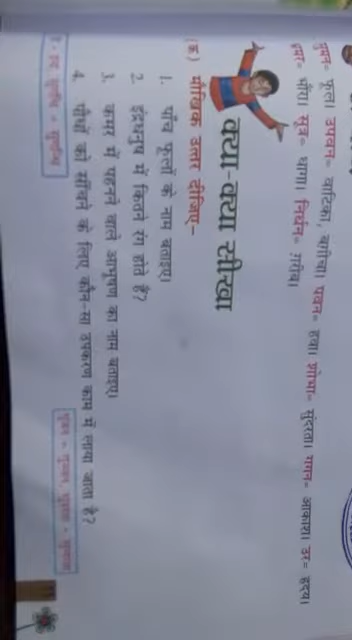 सुमन= फूल। उपवन= वाटिका, बगीचा। पवन= हवा। शोभा= सुंदरता। गगन= आकाश। उर= हृदय।
भ्रमर= भौंरा। सूत्र= धागा। निर्धन= ग़रीब।
क्या-क्या सीखा
(क) मौखिक उत्तर दीजिए-
1. पाँच फूलों के नाम बताइए।
2. इंद्रधनुष में कितने रंग होते हैं?
3. कमर में पहनने वाले आभूषण का नाम बताइए।
4. पौधों को सींचने के लिए कौन-सा उपकरण काम में लाया जाता है?